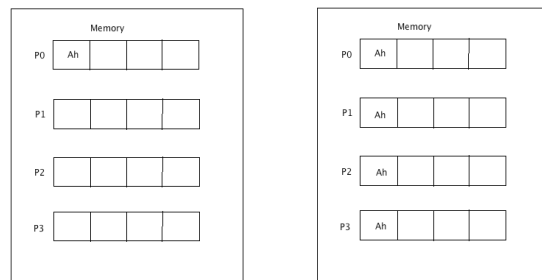 Memory
P0 Ah
P1
P2
P3
Memory
P0 Ah
P1 Ah
P2 Ah
P3 Ah